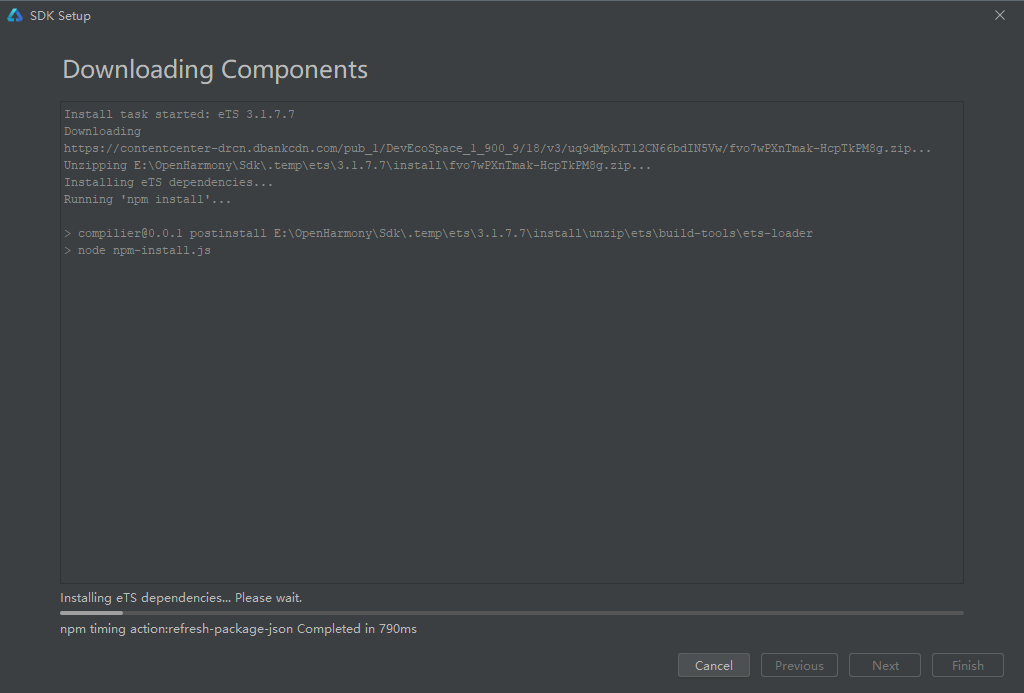 SDK Setup
Downloading Components
Install task started: eTS 3.1.7.7
Downloading
https://contentcenter-drcn.dbankcdn.com/pub_1/DevEcoSpace_1_900_9/18/v3/uq9dMpkJT12CN66bdIN5Vw/fvo7wPXnTmak-HcpTkPM8g.zip...
Unzipping E:\OpenHarmony\Sdk\.temp\ets\3.1.7.7\install\fvo7wPXnTmak-HcpTkPM8g.zip...
Installing eTS dependencies...
Running 'npm install'...
> compilier@0.0.1 postinstall E:\OpenHarmony\Sdk\.temp\ets\3.1.7.7\install\unzip\ets\build-tools\ets-loader
> node npm-install.js
Installing eTS dependencies... Please wait.
npm timing action:refresh-package-json Completed in 790ms
Cancel Previous Next Finish